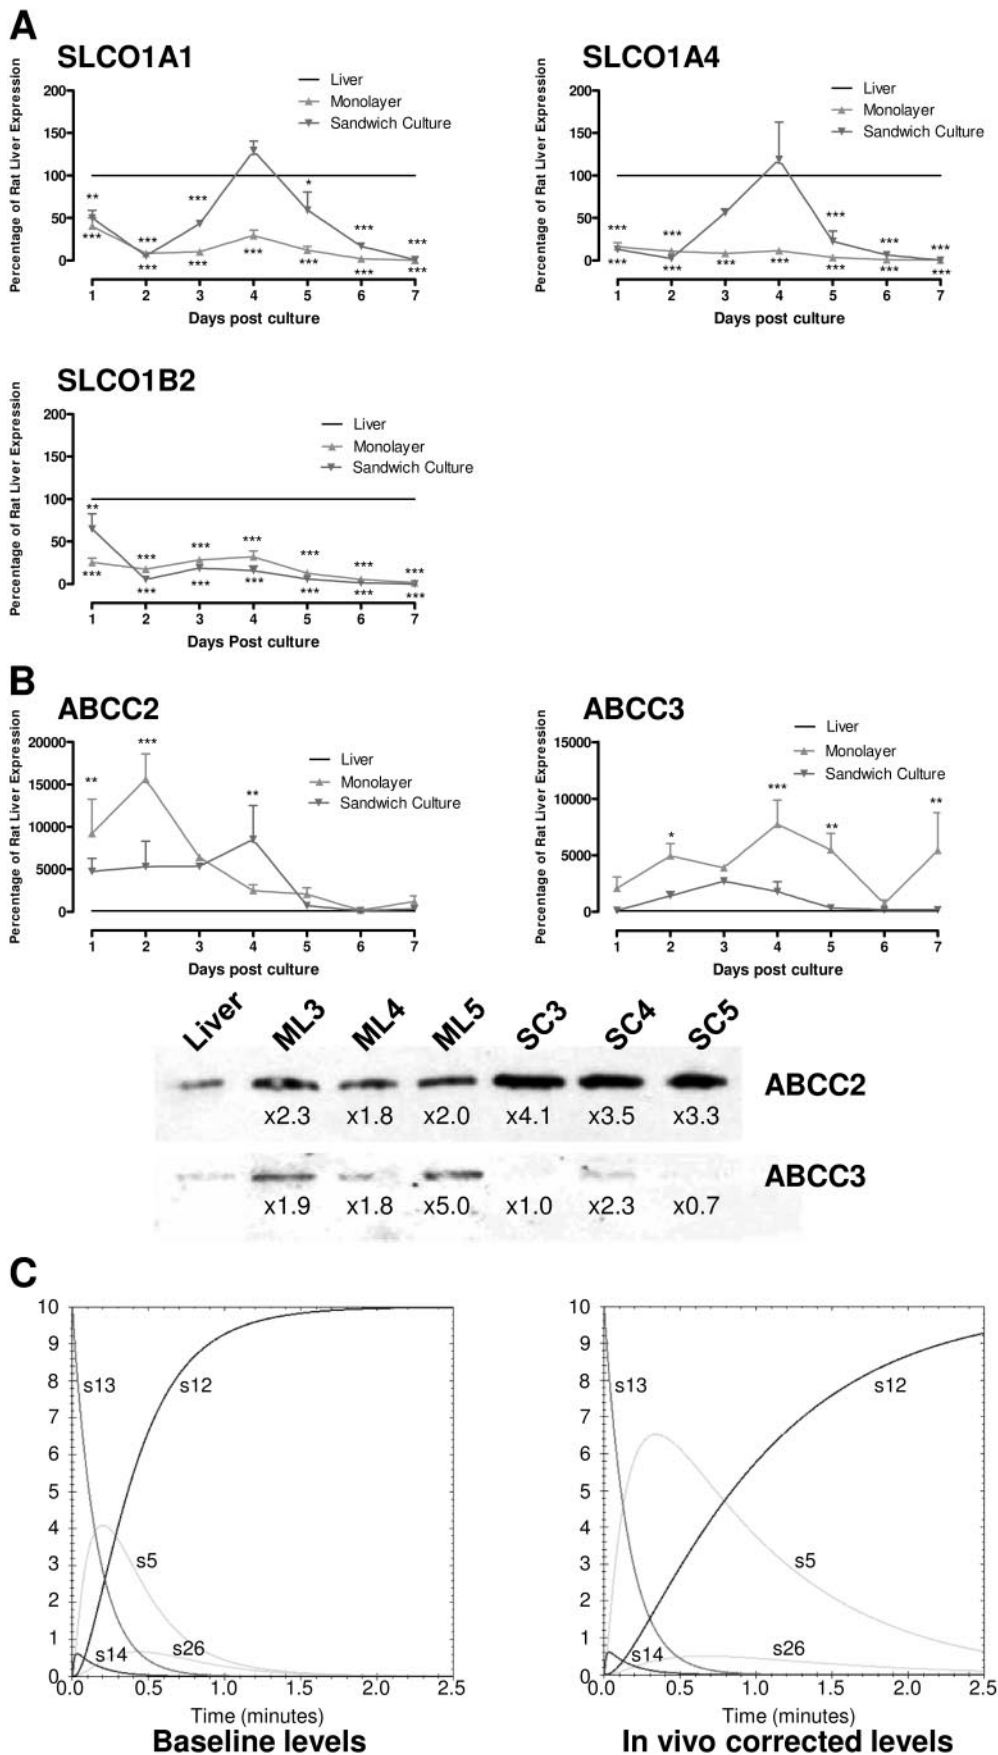 A
SLCO1A1
Percentage of Rat Liver Expression
200
150
100
50
0
Liver
Monolayer
Sandwich Culture
**
***
***
***
***
***
***
*
***
***
***
***
***
1 2 3 4 5 6 7
Days post culture
SLCO1A4
Percentage of Rat Liver Expression
200
150
100
50
0
Liver
Monolayer
Sandwich Culture
***
***
***
***
***
***
***
***
***
***
***
***
1 2 3 4 5 6 7
Days post culture
SLCO1B2
Percentage of Rat Liver Expression
200
150
100
50
0
Liver
Monolayer
Sandwich Culture
**
***
***
***
***
***
***
***
***
***
***
***
***
***
1 2 3 4 5 6 7
Days Post culture
B
ABCC2
Percentage of Rat Liver Expression
20000
15000
10000
5000
0
Liver
Monolayer
Sandwich Culture
**
***
**
1 2 3 4 5 6 7
Days post culture
ABCC3
Percentage of Rat Liver Expression
15000
10000
5000
0
Liver
Monolayer
Sandwich Culture
*
***
**
**
1 2 3 4 5 6 7
Days post culture
Liver ML3 ML4 ML5 SC3 SC4 SC5
ABCC2
x2.3 x1.8 x2.0 x4.1 x3.5 x3.3
ABCC3
x1.9 x1.8 x5.0 x1.0 x2.3 x0.7
C
10
9
8
7
6
5
4
3
2
1
0
s13
s12
s5
s14
s26
0.0 0.5 1.0 1.5 2.0 2.5
Time (minutes)
Baseline levels
10
9
8
7
6
5
4
3
2
1
0
s13
s12
s5
s14
s26
0.0 0.5 1.0 1.5 2.0 2.5
Time (minutes)
In vivo corrected levels